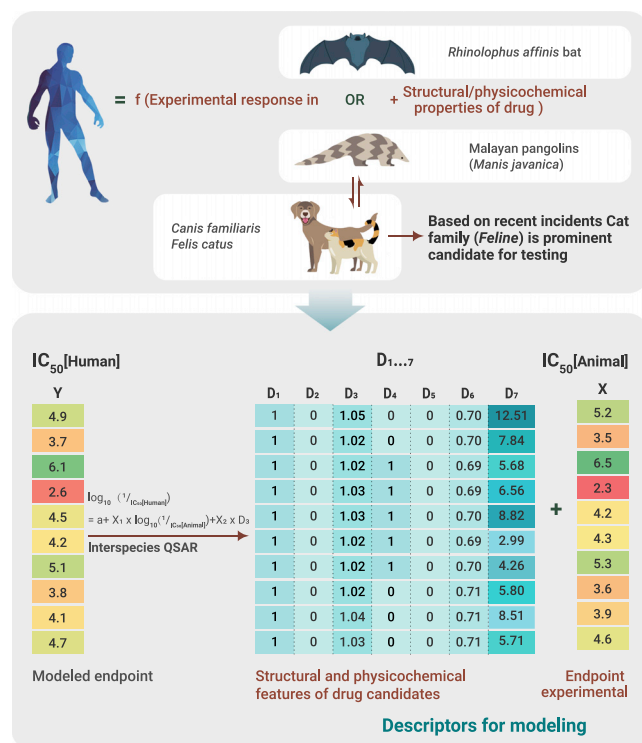 Rhinolophus affinis bat
= f (Experimental response in OR + Structural/physicochemical
properties of drug )
Malayan pangolins
(Manis javanica)
Canis familiaris
Felis catus
Based on recent incidents Cat
family (Feline) is prominent
candidate for testing
IC50[Human] D1...7 IC50[Animal]
Y D1 D2 D3 D4 D5 D6 D7 X
4.9 1 0 1.05 0 0 0.70 12.51 5.2
3.7 1 0 1.02 0 0 0.70 7.84 3.5
6.1 1 0 1.02 1 0 0.69 5.68 6.5
2.6 1 0 1.03 1 0 0.69 6.56 2.3
4.5 1 0 1.03 1 0 0.70 8.82 4.2
4.2 1 0 1.02 1 0 0.69 2.99 4.3
5.1 1 0 1.02 1 0 0.70 4.26 5.3
3.8 1 0 1.02 0 0 0.71 5.80 3.6
4.1 1 0 1.04 0 0 0.71 8.51 3.9
4.7 1 0 1.03 0 0 0.71 5.71 4.6
log10 (1/IC50[Human])
= a+ X1 x log10(1/IC50[Animal])+X2 x D3
Interspecies QSAR
+
Modeled endpoint
Structural and physicochemical
features of drug candidates
Endpoint
experimental
Descriptors for modeling